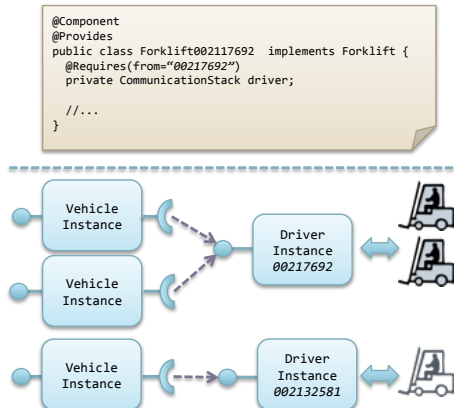 @Component
@Provides
public class Forklift002117692 implements Forklift {
@Requires(from=“00217692”)
private CommunicationStack driver;
//...
}
Vehicle
Instance
Driver
Instance
00217692
Vehicle
Instance
Vehicle
Instance
Driver
Instance
002132581